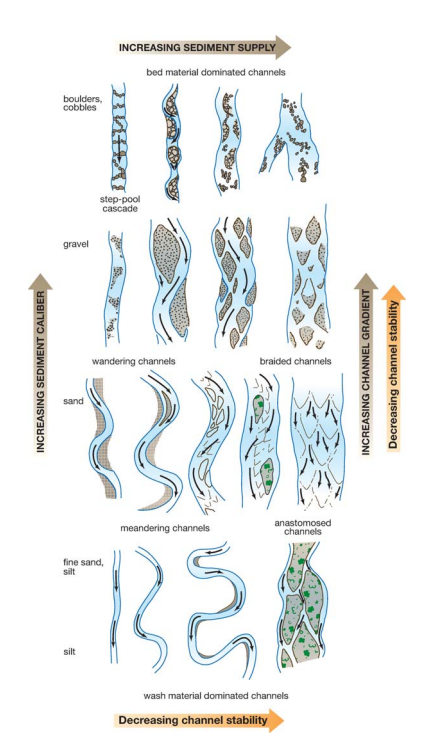 INCREASING SEDIMENT SUPPLY
bed material dominated channels
boulders,
cobbles
step-pool
cascade
gravel
INCREASING SEDIMENT CALIBER
INCREASING CHANNEL GRADIENT
Decreasing channel stability
wandering channels
braided channels
sand
meandering channels
anastomosed
channels
fine sand,
silt
silt
wash material dominated channels
Decreasing channel stability